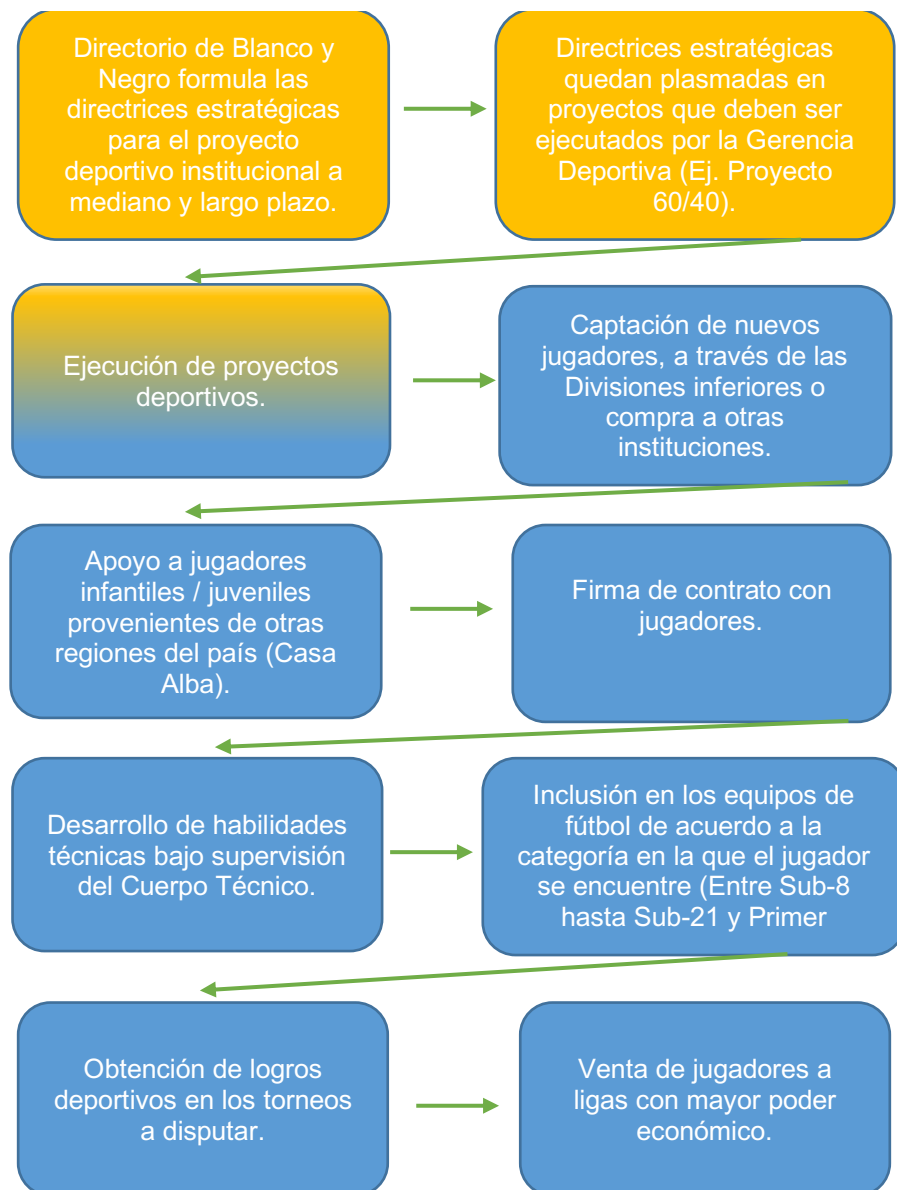 Directorio de Blanco y
Negro formula las
directrices estratégicas
para el proyecto
deportivo institucional a
mediano y largo plazo.
Directrices estratégicas
quedan plasmadas en
proyectos que deben ser
ejecutados por la Gerencia
Deportiva (Ej. Proyecto
60/40).
Ejecución de proyectos
deportivos.
Captación de nuevos
jugadores, a través de las
Divisiones inferiores o
compra a otras
instituciones.
Apoyo a jugadores
infantiles / juveniles
provenientes de otras
regiones del país (Casa
Alba).
Firma de contrato con
jugadores.
Desarrollo de habilidades
técnicas bajo supervisión
del Cuerpo Técnico.
Inclusión en los equipos de
fútbol de acuerdo a la
categoría en la que el jugador
se encuentre (Entre Sub-8
hasta Sub-21 y Primer
Obtención de logros
deportivos en los torneos
a disputar.
Venta de jugadores a
ligas con mayor poder
económico.